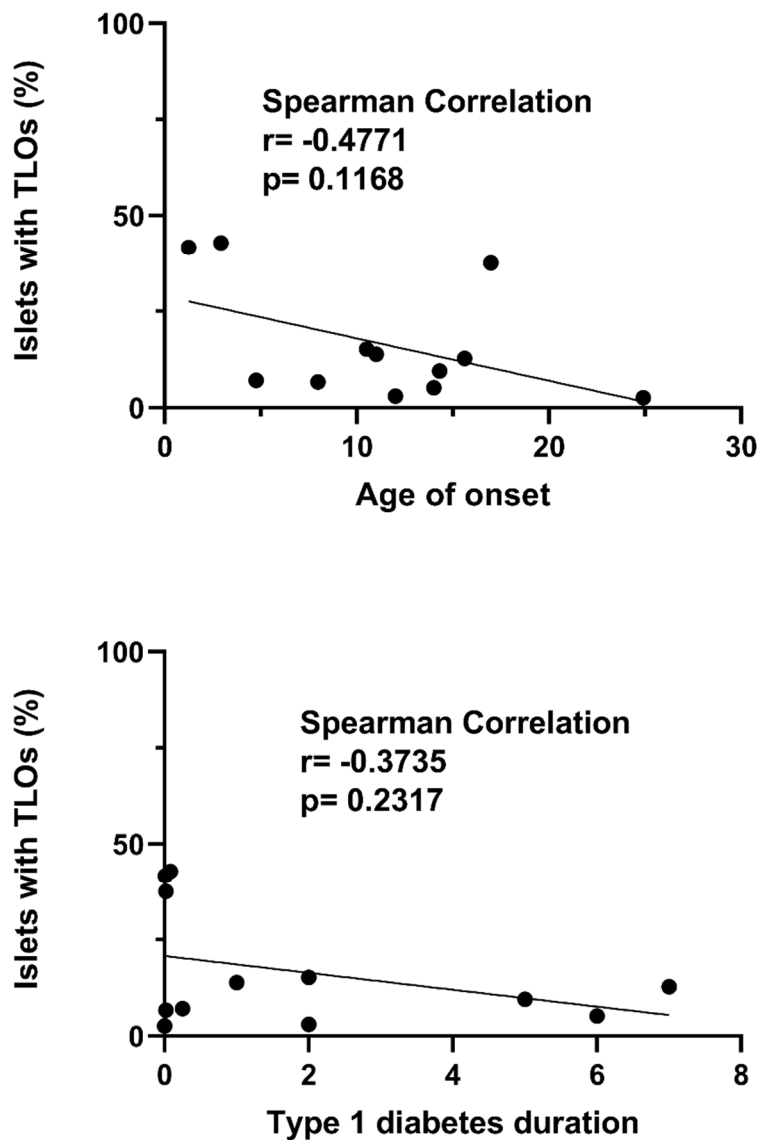 Islets with TLOs (%)
100
50
0
Spearman Correlation
r= -0.4771
p= 0.1168
0 10 20 30
Age of onset
Islets with TLOs (%)
100
50
0
Spearman Correlation
r= -0.3735
p= 0.2317
0 2 4 6 8
Type 1 diabetes duration